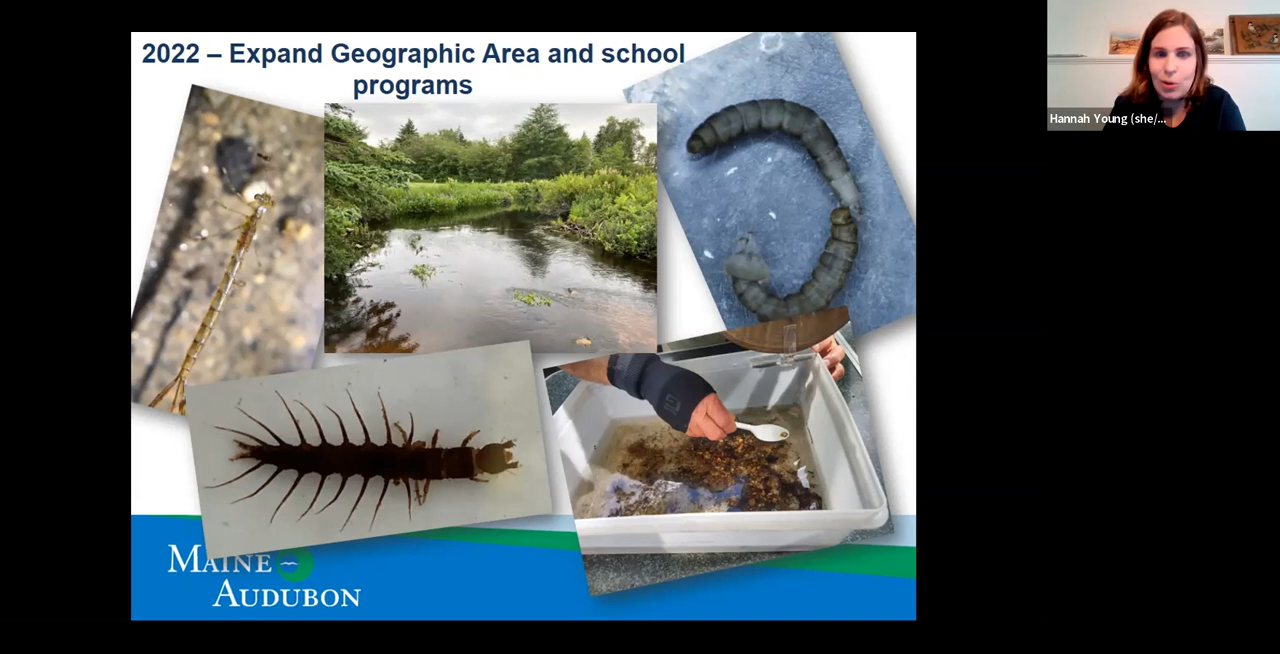 2022 – Expand Geographic Area and school
programs
Hannah Young (she/...
MAINE
AUDUBON